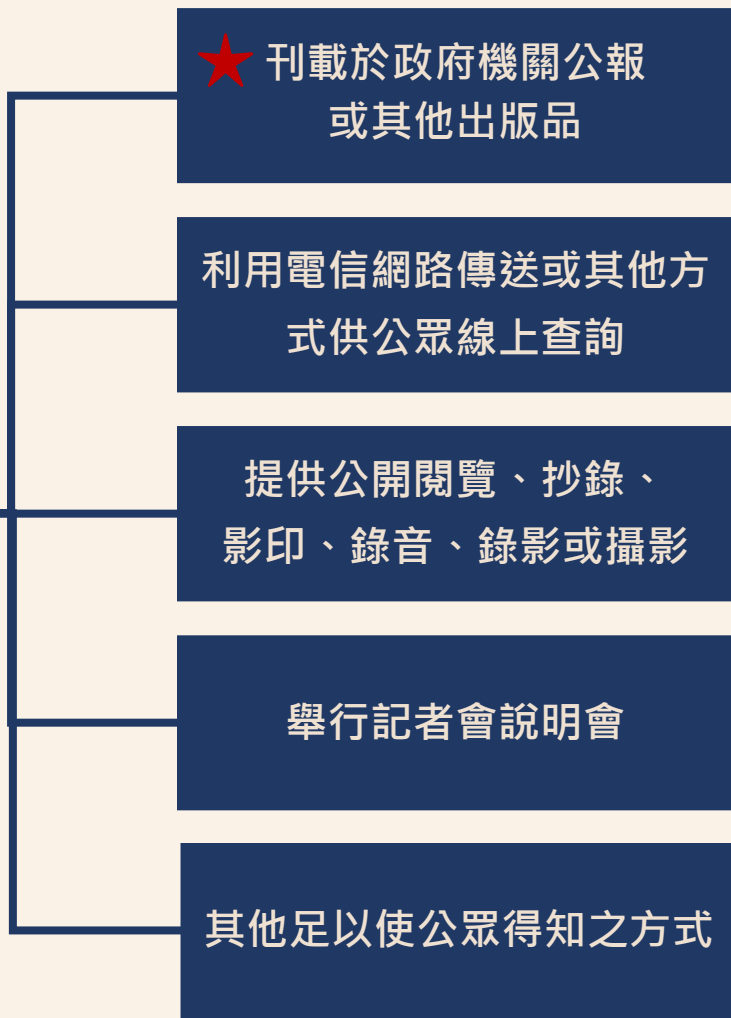 刊載於政府機關公報
或其他出版品
利用電信網路傳送或其他方
式供公眾線上查詢
提供公開閱覽、抄錄、
影印、錄音、錄影或攝影
舉行記者會說明會
其他足以使公眾得知之方式